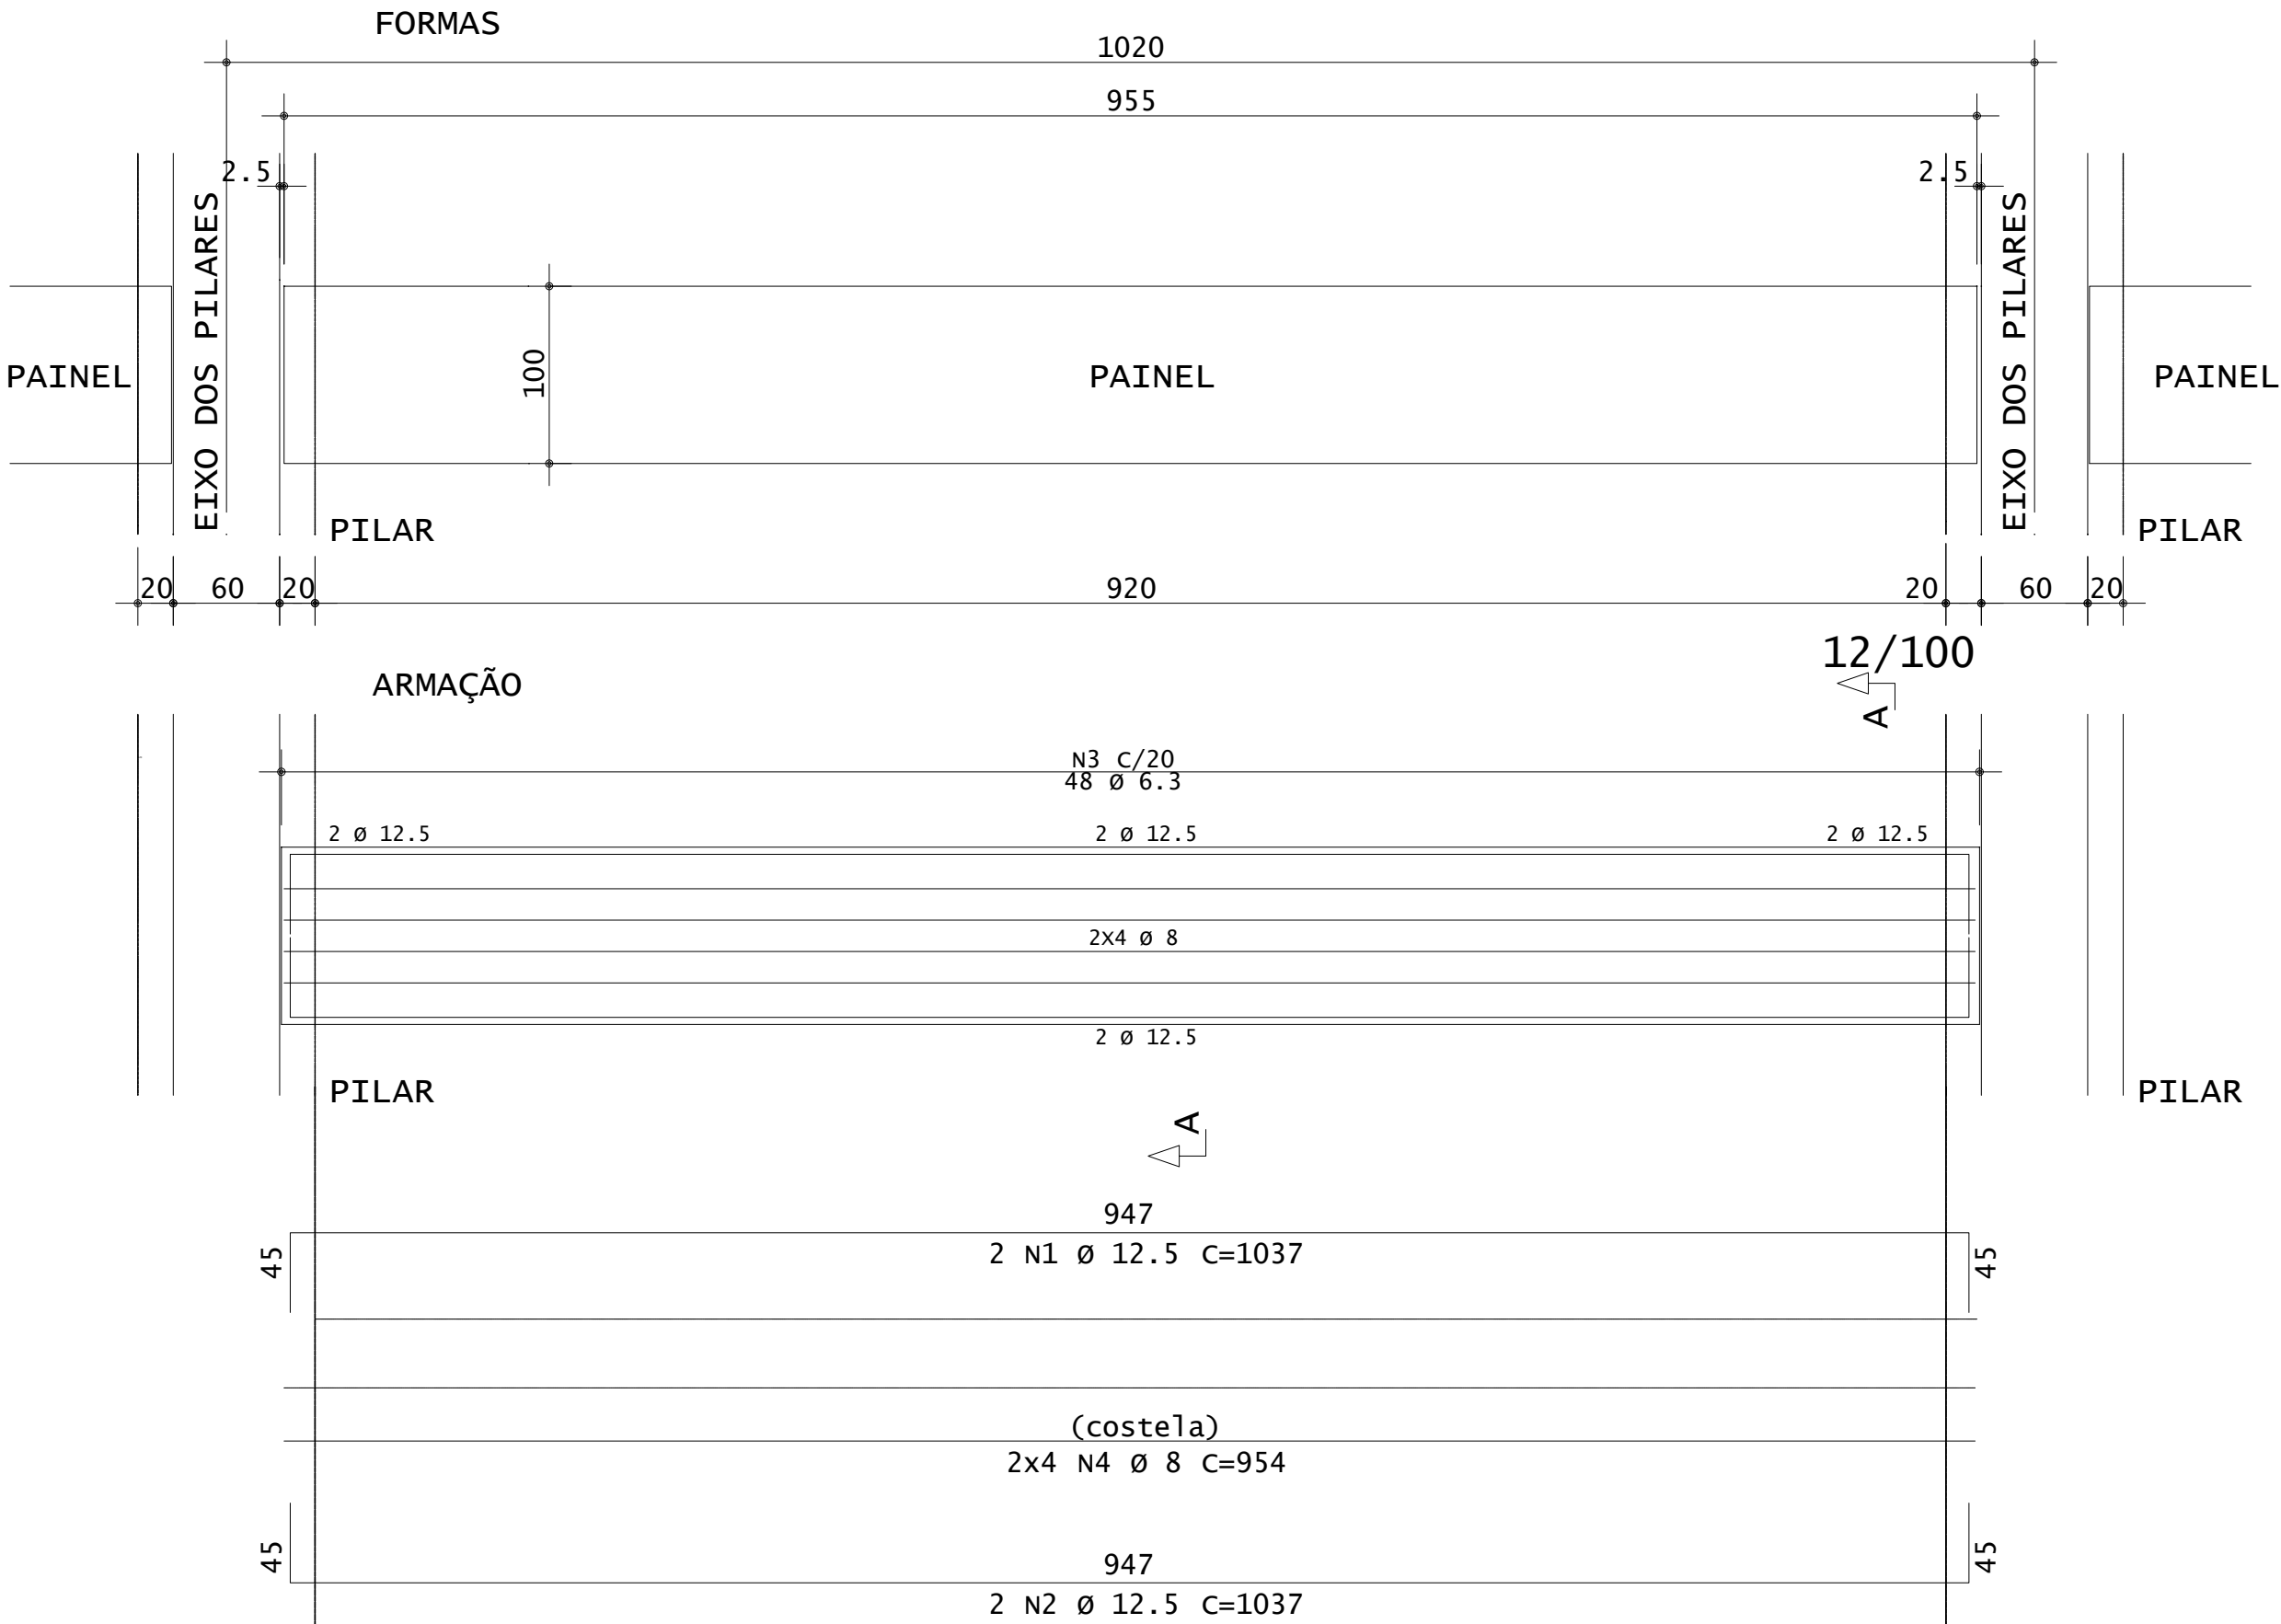 FORMAS
1020
955
2.5
2.5
EIXO DOS PILARES
EIXO DOS PILARES
100
PAINEL
PAINEL
PAINEL
PILAR
PILAR
20 60 20 920 20 60 20
12/100
ARMAÇÃO
A
N3 C/20
48 Ø 6.3
2 Ø 12.5 2 Ø 12.5 2 Ø 12.5
2X4 Ø 8
2 Ø 12.5
PILAR
PILAR
A
947
45
45
2 N1 Ø 12.5 C=1037
(costela)
2x4 N4 Ø 8 C=954
45
45
947
2 N2 Ø 12.5 C=1037